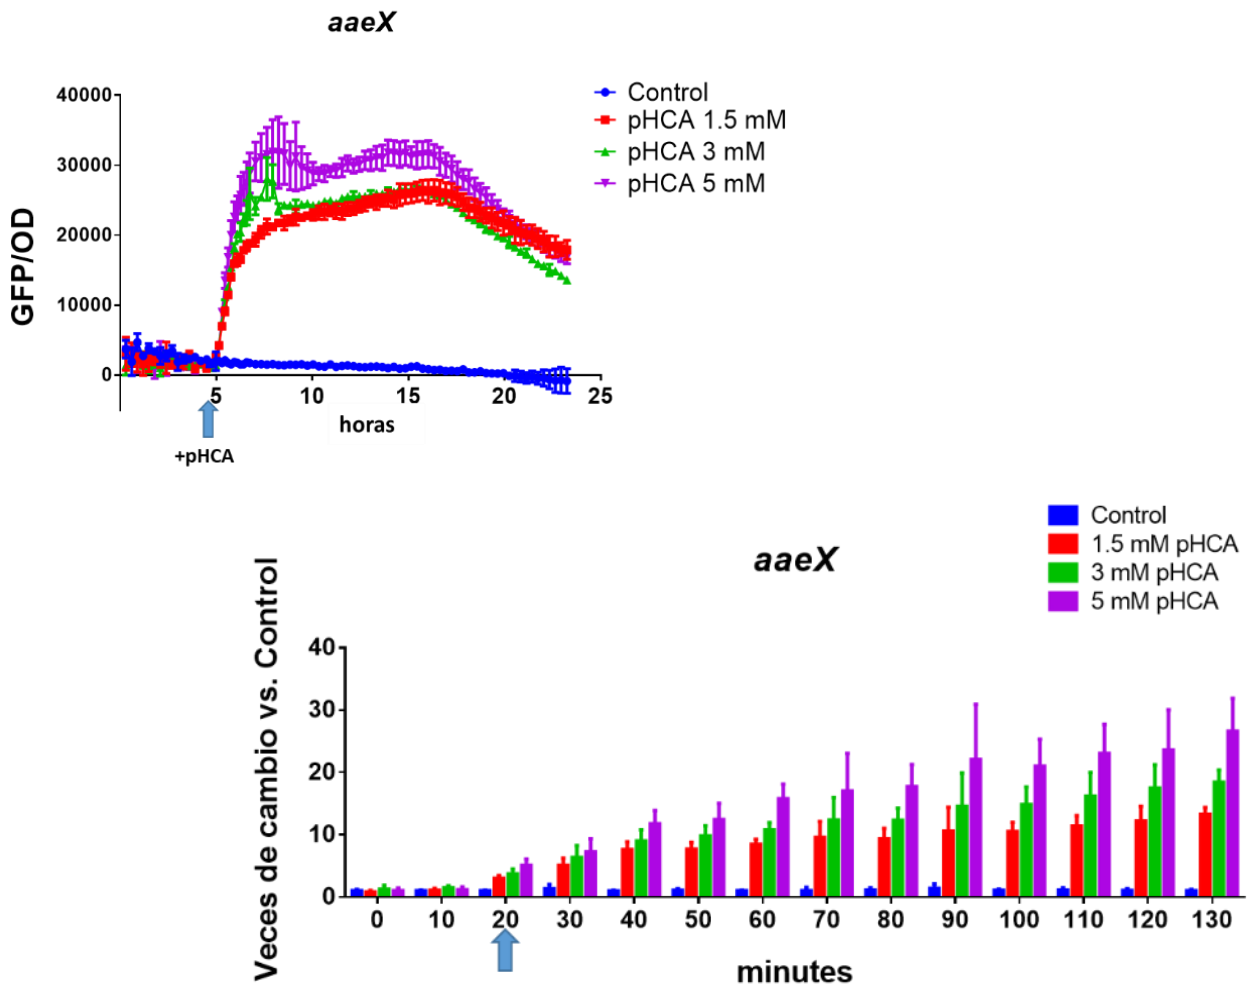 aaeX
GFP/OD
40000
30000
20000
10000
0
5
10
15
20
25
horas
+pHCA
Control
pHCA 1.5 mM
pHCA 3 mM
pHCA 5 mM
aaeX
Control
1.5 mM pHCA
3 mM pHCA
5 mM pHCA
Veces de cambio vs. Control
40
30
20
10
0
0
10
20
30
40
50
60
70
80
90
100
110
120
130
minutes